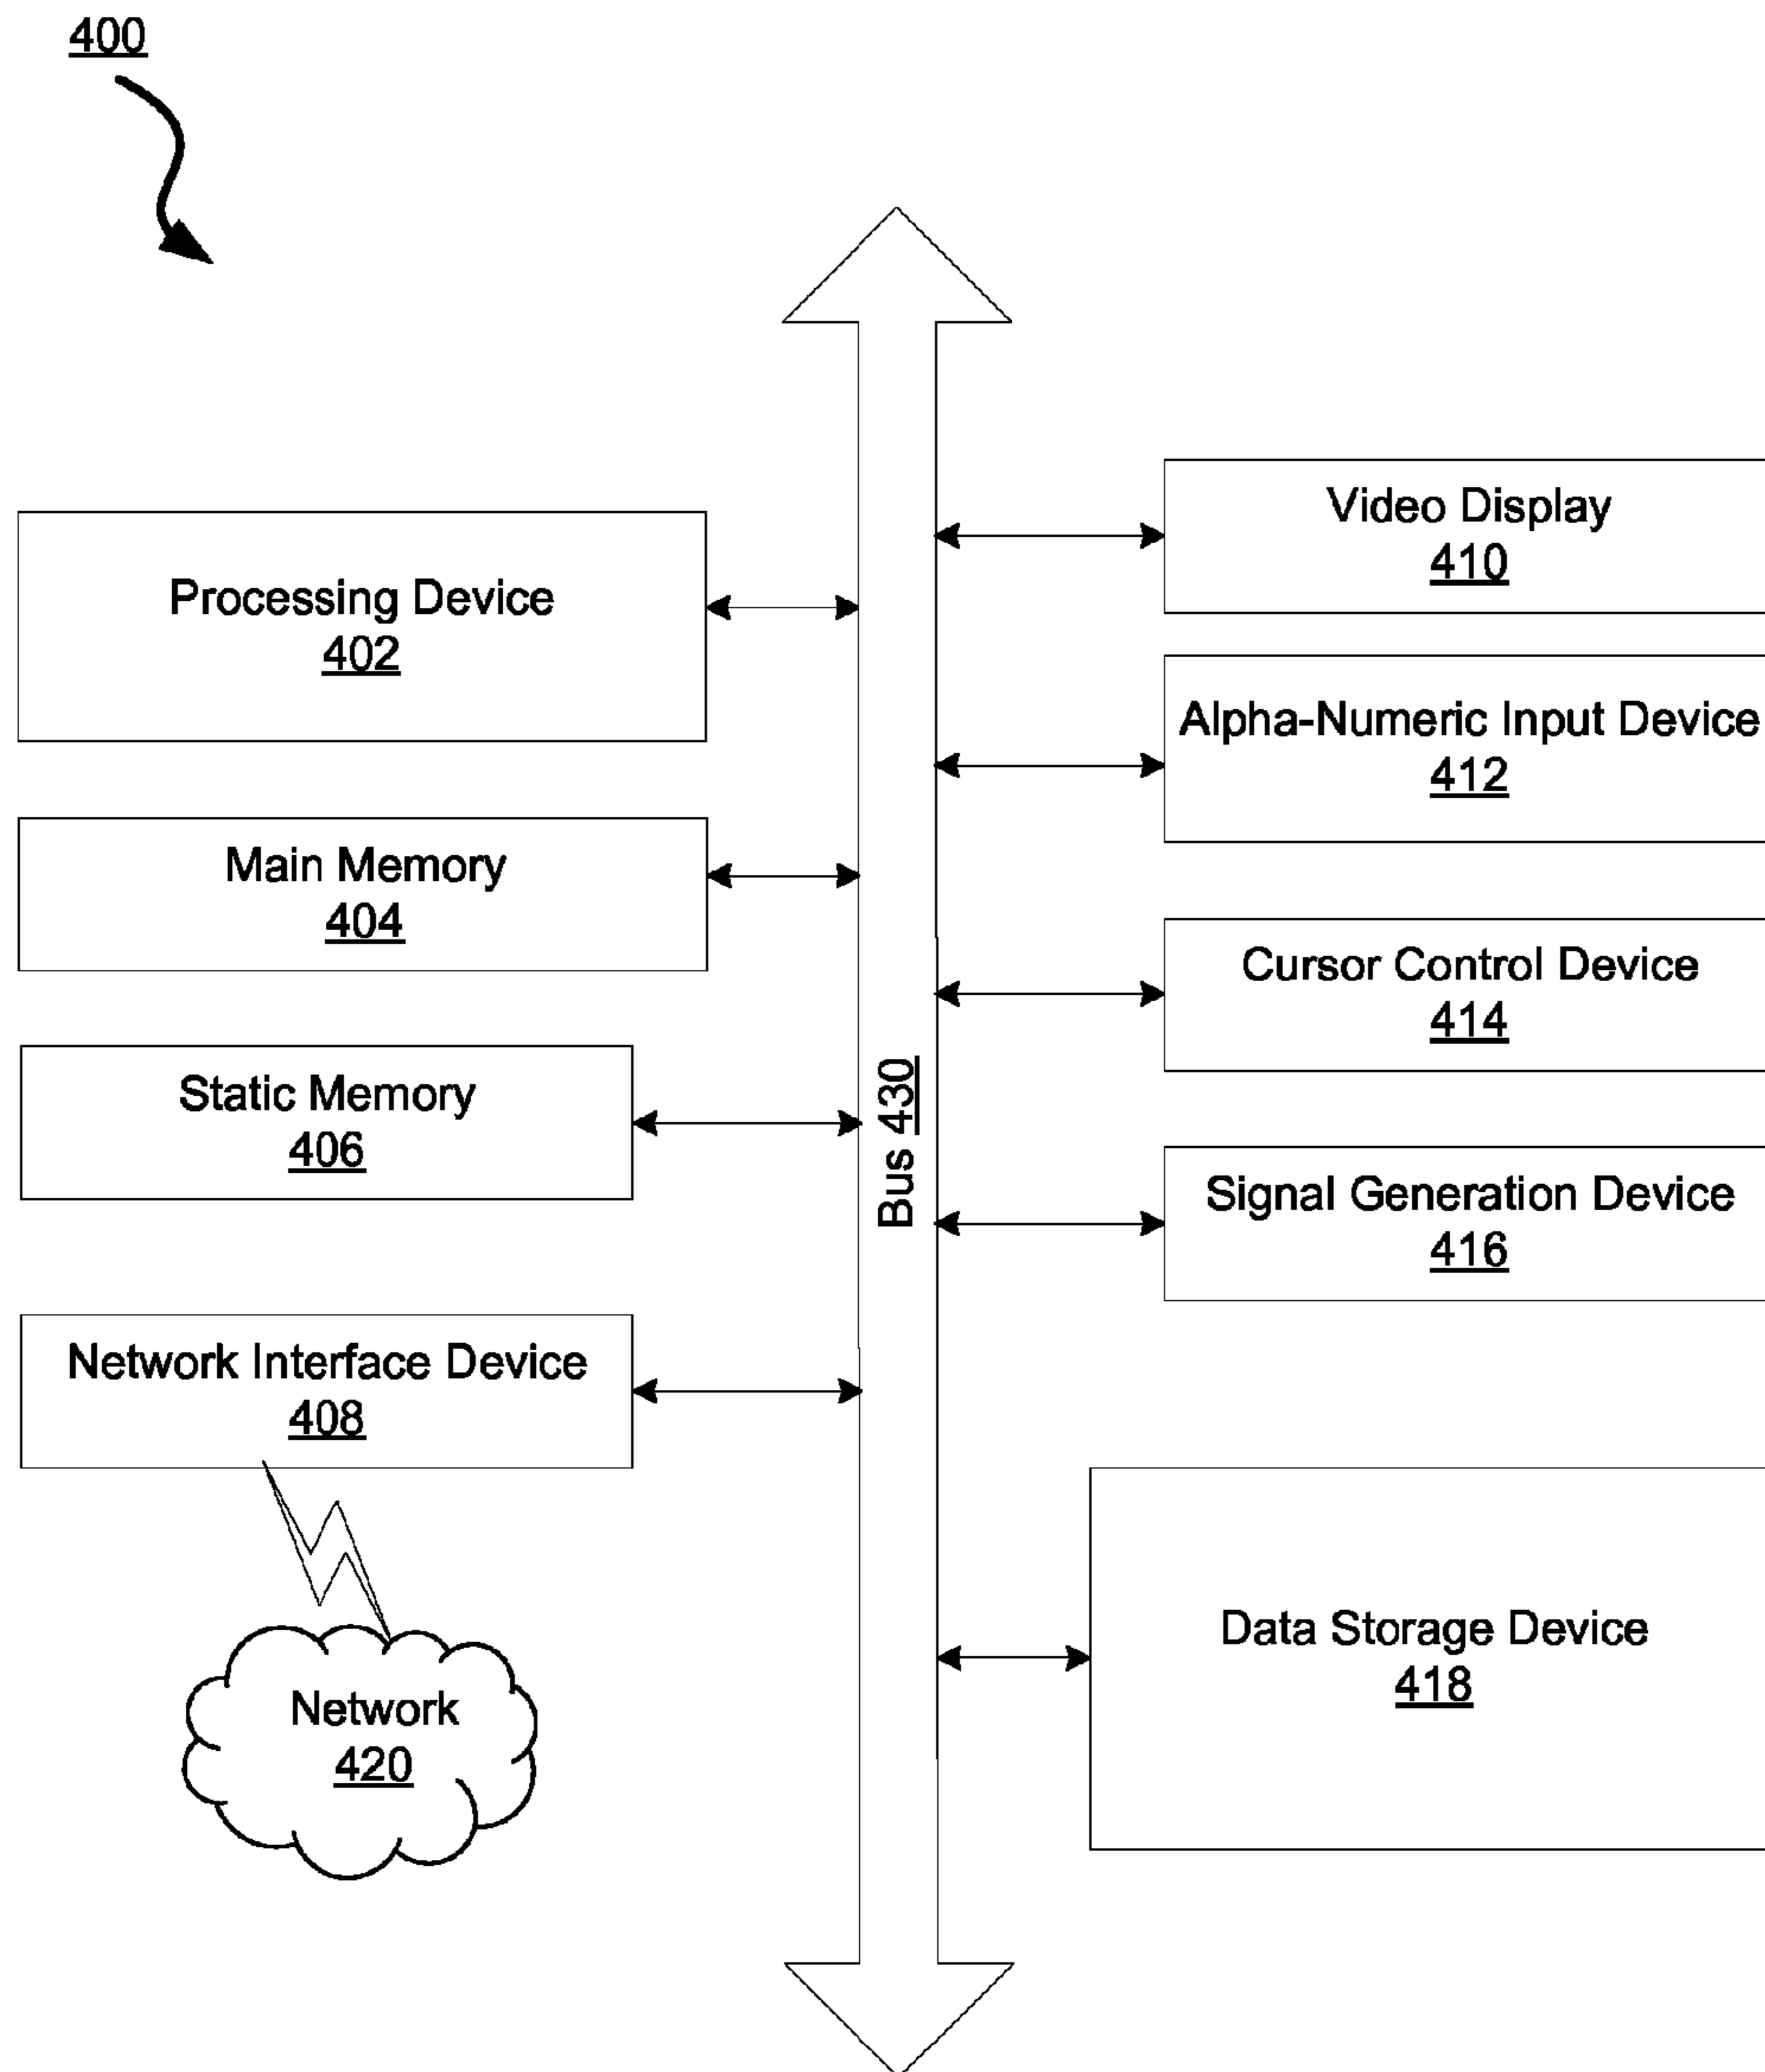 400
Processing Device
402
Main Memory
404
Static Memory
406
Network Interface Device
408
Network
420
Bus 430
Video Display
410
Alpha-Numeric Input Device
412
Cursor Control Device
414
Signal Generation Device
416
Data Storage Device
418